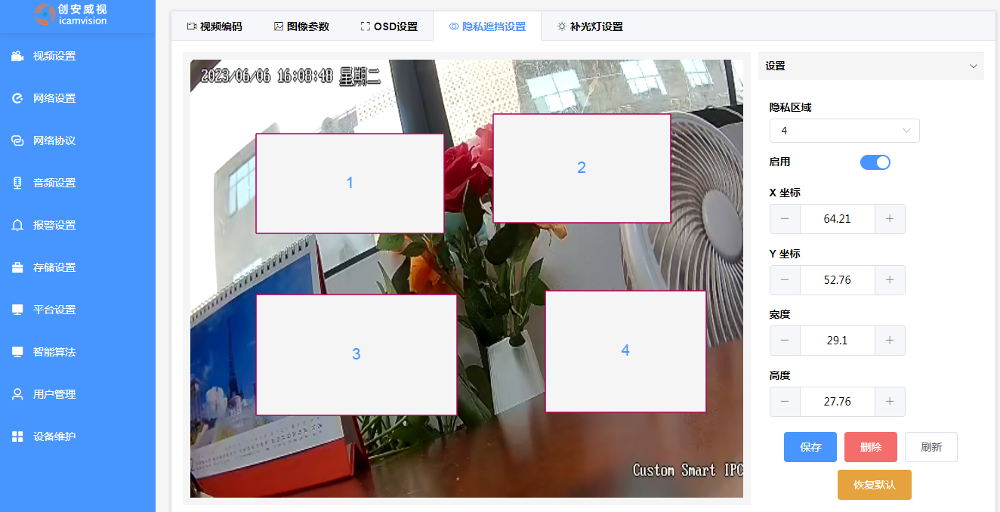 创安威视
icamvision
视频设置
网络设置
网络协议
音频设置
报警设置
存储设置
平台设置
智能算法
用户管理
设备维护
视频编码
图像参数
OSD设置
隐私遮挡设置
补光灯设置
2023/06/06 16:08:48 星期二
1
2
3
4
Custom Smart IPC
设置
隐私区域
4
启用
X 坐标
64.21
Y 坐标
52.76
宽度
29.1
高度
27.76
保存
删除
刷新
恢复默认